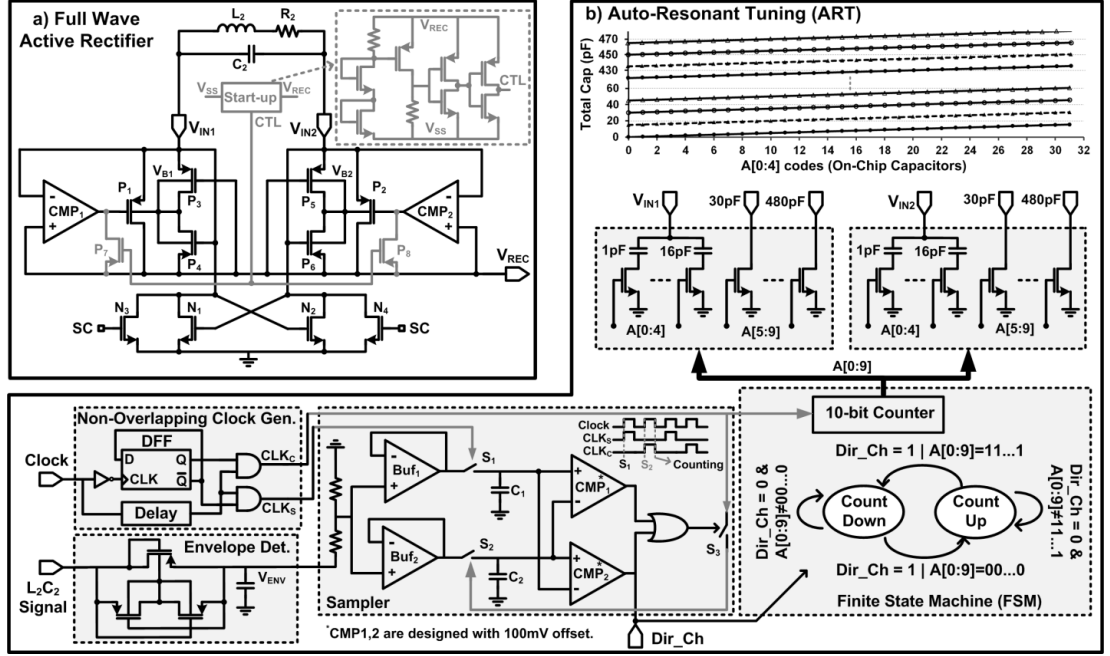 a) Full Wave
Active Rectifier
L2
R2
C2
VREC
CTL
VSS
VSS
Start-up
VREC
CTL
VIN1
VIN2
VB1
VB2
P1
P2
P3
P5
P4
P6
P7
P8
-
+
CMP1
-
+
CMP2
VREC
N3
N1
N2
N4
SC
SC
b) Auto-Resonant Tuning (ART)
Total Cap (pF)
470
450
430
60
40
20
0
0 2 4 6 8 10 12 14 16 18 20 22 24 26 28 30 32
A[0:4] codes (On-Chip Capacitors)
VIN1
30pF
480pF
VIN2
30pF
480pF
1pF
16pF
1pF
16pF
A[0:4]
A[5:9]
A[0:4]
A[5:9]
A[0:9]
10-bit Counter
Dir_Ch = 1 | A[0:9]=11...1
Dir_Ch = 0 &
A[0:9]≠00...0
Count
Down
Count
Up
Dir_Ch = 0 &
A[0:9]≠11...1
Dir_Ch = 1 | A[0:9]=00...0
Finite State Machine (FSM)
Non-Overlapping Clock Gen.
DFF
D
Q
CLK
Q̅
CLKC
CLKS
Clock
Delay
Envelope Det.
L2C2
Signal
VENV
Buf1
S1
C1
Buf2
S2
C2
Clock
CLKS
CLKC
S1
S2
Counting
-
+
CMP1*
+
-
CMP2*
S3
Sampler
*CMP1,2 are designed with 100mV offset.
Dir_Ch